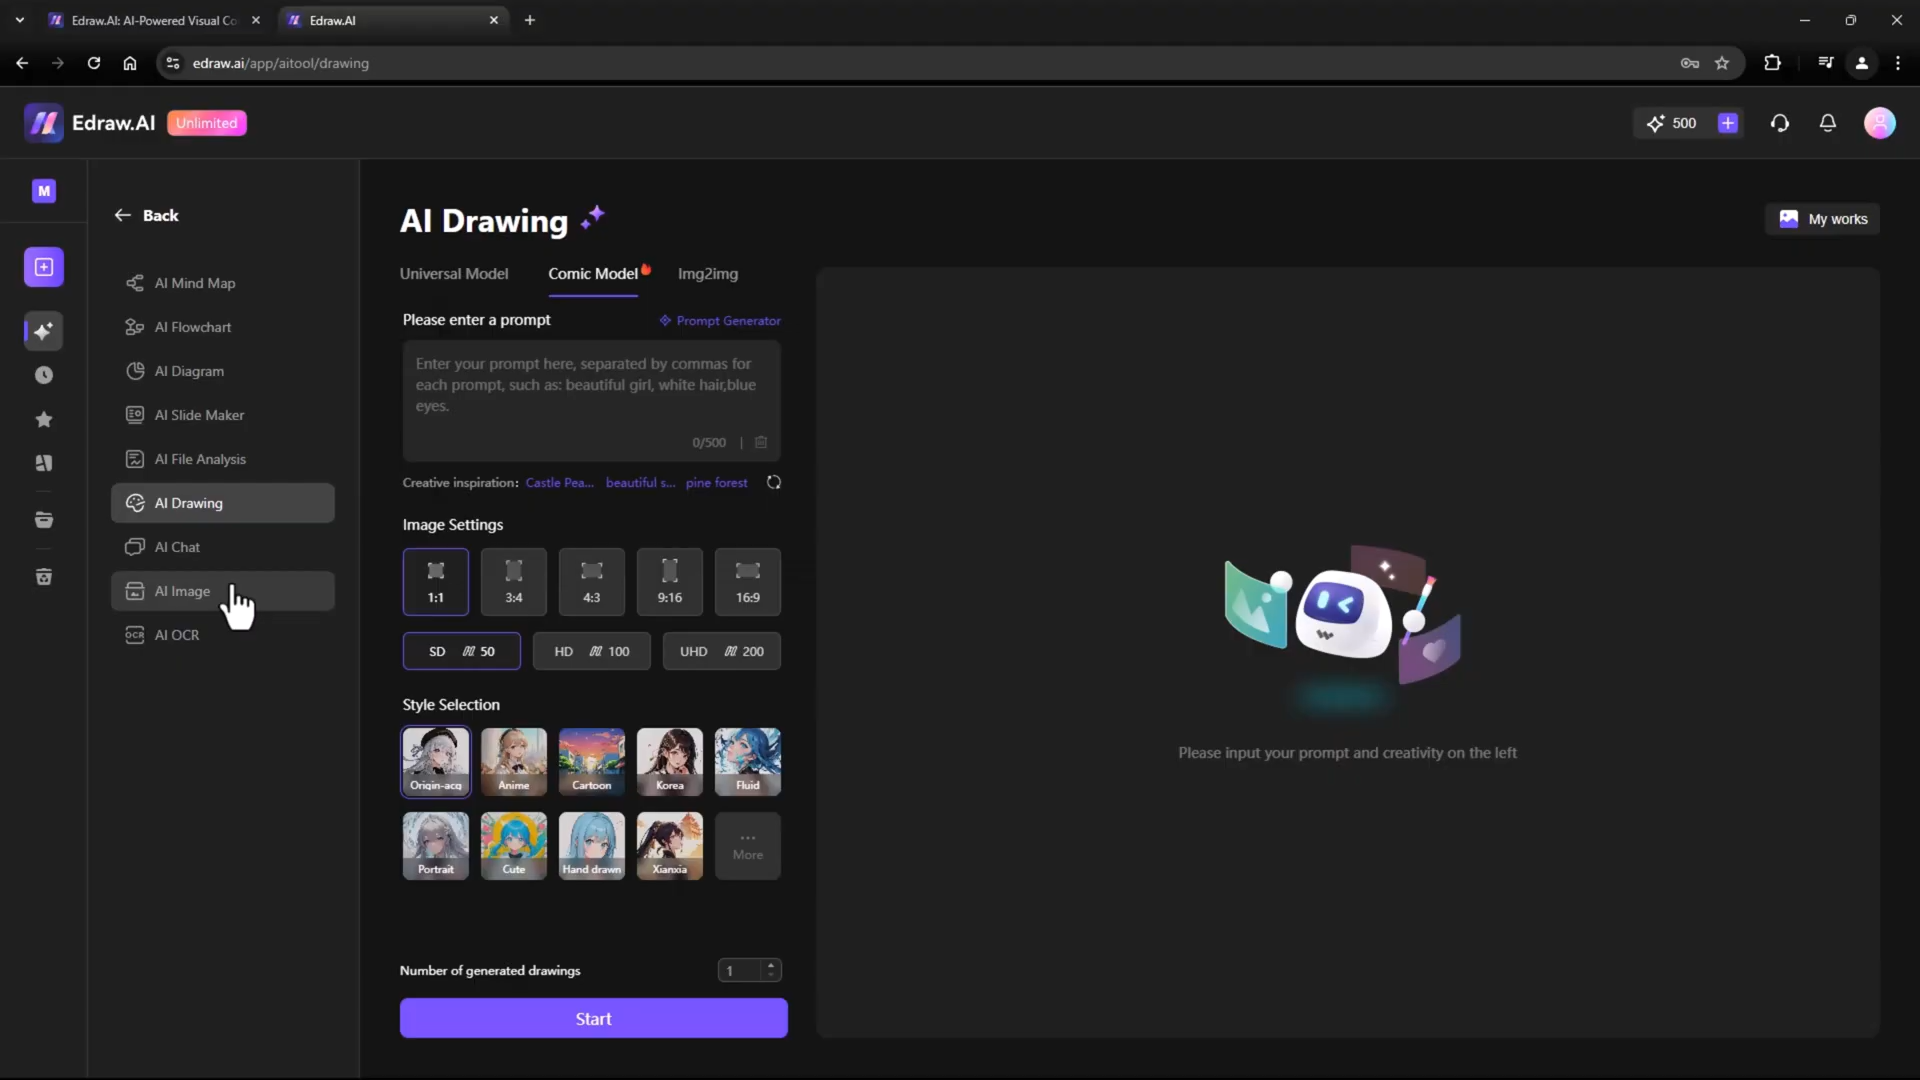 Edraw.AI: AI-Powered Visual Co
Edraw.AI
edraw.ai/app/aitool/drawing
Edraw.AI
Unlimited
500
M
Back
AI Mind Map
AI Flowchart
AI Diagram
AI Slide Maker
AI File Analysis
AI Drawing
AI Chat
AI Image
OCR AI OCR
AI Drawing
My works
Universal Model
Comic Model
Img2img
Please enter a prompt
Prompt Generator
Enter your prompt here, separated by commas for
each prompt, such as: beautiful girl, white hair,blue
eyes.
0/500 |
Creative inspiration: Castle Pea... beautiful s... pine forest
Image Settings
1:1 3:4 4:3 9:16 16:9
SD 50 HD 100 UHD 200
Style Selection
Origin-acg Anime Cartoon Korea Fluid
Portrait Cute Hand drawn Xianxia More
Number of generated drawings 1
Start
Please input your prompt and creativity on the left